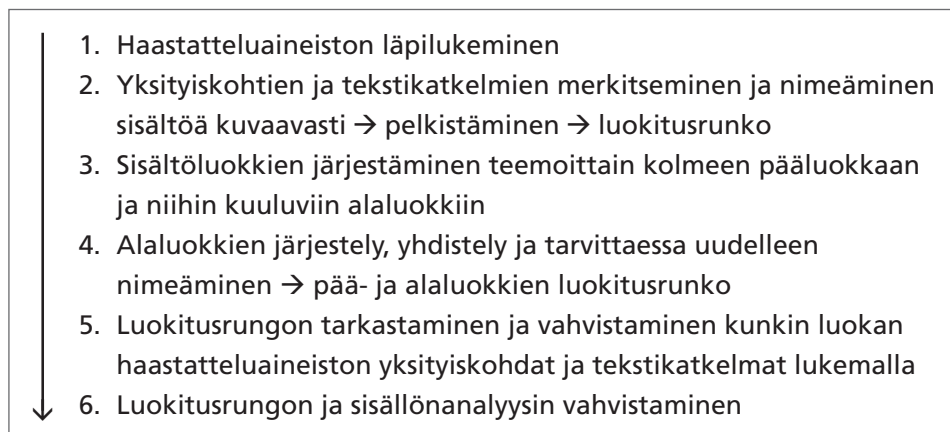 1. Haastatteluaineiston läpilukeminen
2. Yksityiskohtien ja tekstikatkelmien merkitseminen ja nimeäminen
sisältöä kuvaavasti → pelkistäminen → luokitusrunko
3. Sisältöluokkien järjestäminen teemoittain kolmeen pääluokkaan
ja niihin kuuluviin alaluokkiin
4. Alaluokkien järjestely, yhdistely ja tarvittaessa uudelleen
nimeäminen → pää- ja alaluokkien luokitusrunko
5. Luokitusrungon tarkastaminen ja vahvistaminen kunkin luokan
haastatteluaineiston yksityiskohdat ja tekstikatkelmat lukemalla
6. Luokitusrungon ja sisällönanalyysin vahvistaminen